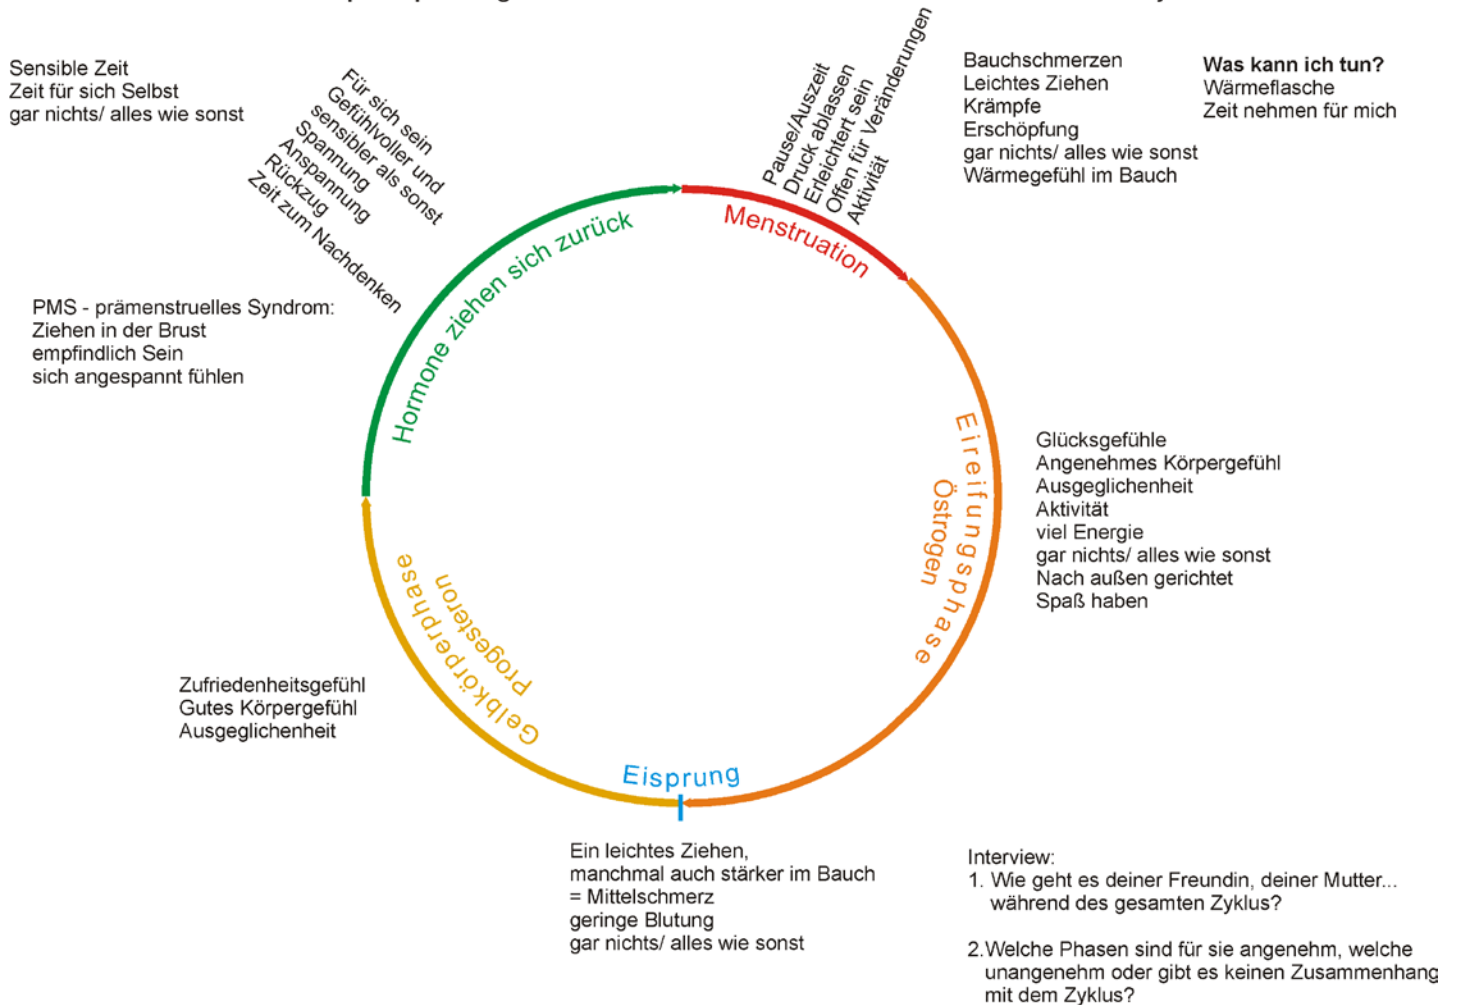 Sensible Zeit
Zeit für sich Selbst
gar nichts/ alles wie sonst
Für sich sein
Gefühlvoller und
sensibler als sonst
Spannung
Anspannung
Rückzug
Zeit zum Nachdenken
Pause/Auszeit
Druck ablassen
Erleichtert sein
Offen für Veränderungen
Aktivität
Bauchschmerzen
Leichtes Ziehen
Krämpfe
Erschöpfung
gar nichts/ alles wie sonst
Wärmegefühl im Bauch
Was kann ich tun?
Wärmeflasche
Zeit nehmen für mich
Menstruation
Hormone ziehen sich zurück
PMS - prämenstruelles Syndrom:
Ziehen in der Brust
empfindlich Sein
sich angespannt fühlen
Eireifungsphase
Östrogen
Glücksgefühle
Angenehmes Körpergefühl
Ausgeglichenheit
Aktivität
viel Energie
gar nichts/ alles wie sonst
Nach außen gerichtet
Spaß haben
Gelbkörperphase
Progesteron
Zufriedenheitsgefühl
Gutes Körpergefühl
Ausgeglichenheit
Eisprung
Ein leichtes Ziehen,
manchmal auch stärker im Bauch
= Mittelschmerz
geringe Blutung
gar nichts/ alles wie sonst
Interview:
1. Wie geht es deiner Freundin, deiner Mutter...
während des gesamten Zyklus?
2.Welche Phasen sind für sie angenehm, welche
unangenehm oder gibt es keinen Zusammenhang
mit dem Zyklus?